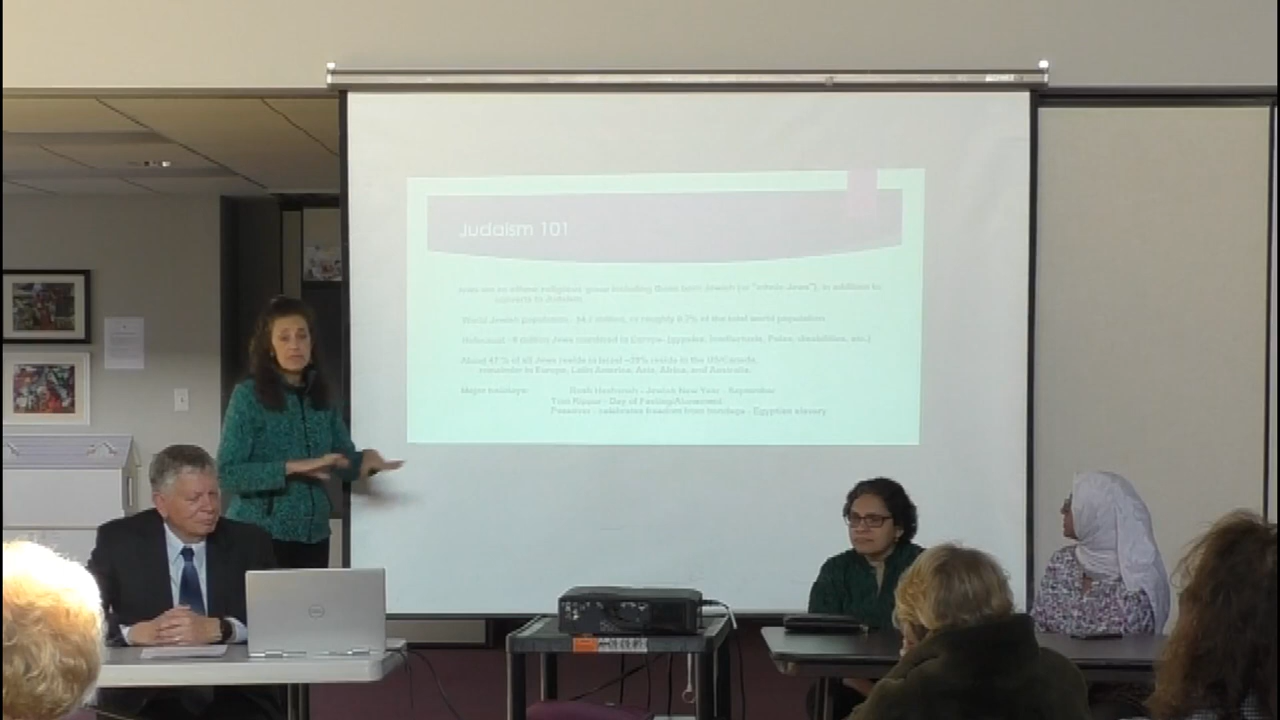 Judaism 101
Jews are an ethno religious group including those born Jewish (or "ethnic Jews"), in addition to
converts to Judaism
World Jewish population - 14.7 million, or roughly 0.2% of the total world population
Holocaust - 6 million Jews murdered in Europe- (gypsies, intellectuals, Poles, disabilities, etc.)
About 47% of all Jews reside in Israel reside in the US/Canada,
remainder in Europe, Latin America, Asia, Africa, and Australia.
Major holidays: Rosh Hashanah - Jewish New Year - September
Yom Kippur - Day of Fasting/Atonement
Passover - celebrates freedom from bondage - Egyptian slavery
DELL